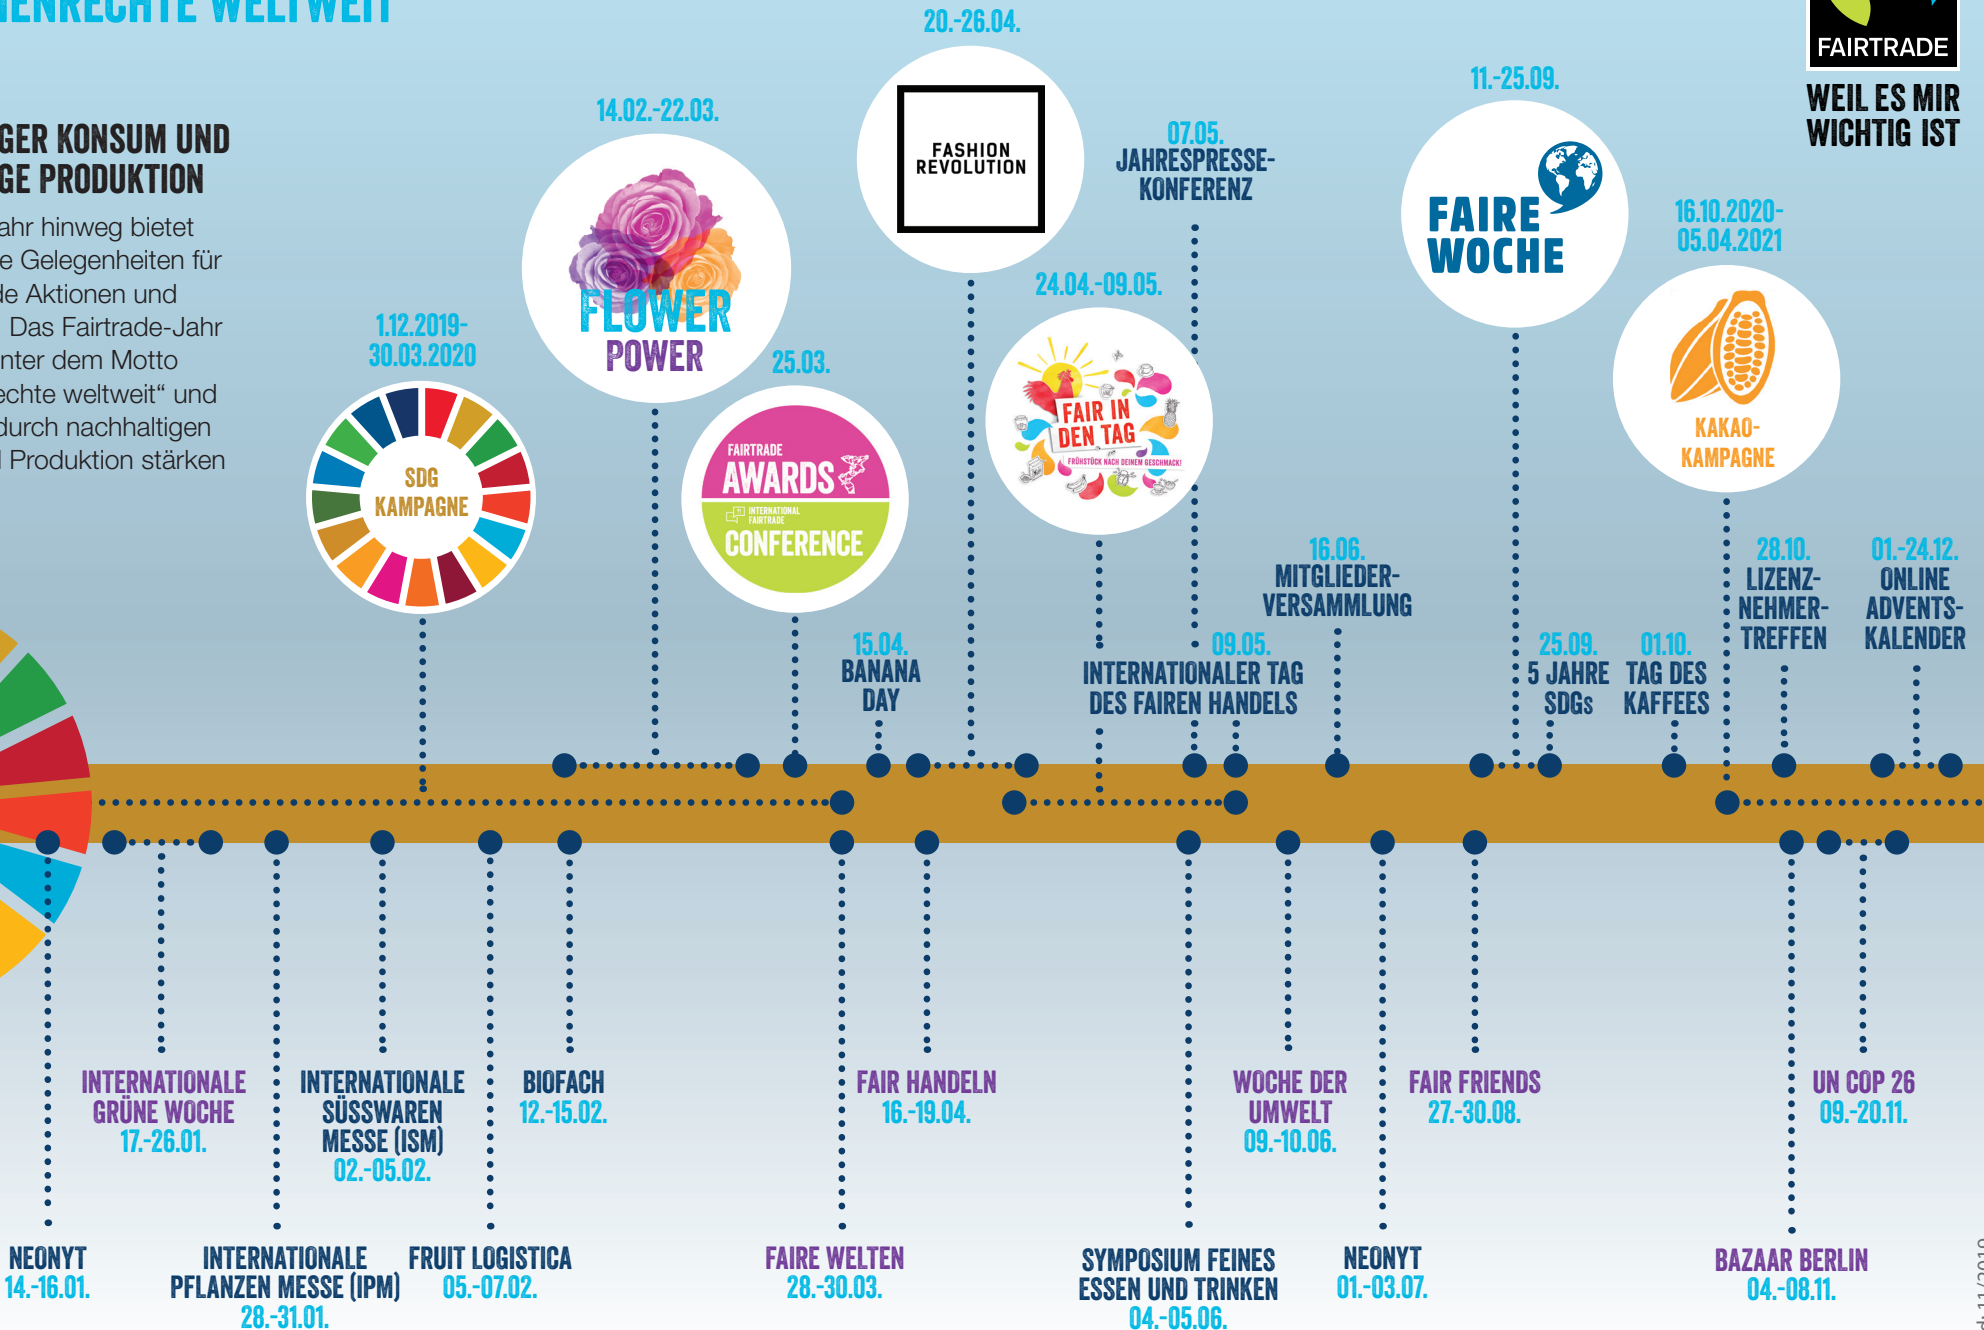 WELTWEIT
FAIRTRADE
WEIL ES MIR
WICHTIG IST
KONSUM UND
PRODUKTION
hinweg bietet
Gelegenheiten für
Aktionen und
Das Fairtrade-Jahr
dem Motto
weltweit“ und
durch nachhaltigen
Produktion stärken
1.12.2019-
30.03.2020
SDG
KAMPAGNE
14.02.-22.03.
FLOWER
POWER
25.03.
FAIRTRADE
AWARDS
INTERNATIONAL
FAIRTRADE
CONFERENCE
15.04.
BANANA
DAY
20.-26.04.
FASHION
REVOLUTION
24.04.-09.05.
FAIR IN
DEN TAG
FRÜHSTÜCK NACH DEINEM GESCHMACK!
07.05.
JAHRESPRESSE-
KONFERENZ
09.05.
INTERNATIONALER TAG
DES FAIREN HANDELS
16.06.
MITGLIEDER-
VERSAMMLUNG
11.-25.09.
FAIRE
WOCHE
25.09.
5 JAHRE
SDGs
01.10.
TAG DES
KAFFEES
16.10.2020-
05.04.2021
KAKAO-
KAMPAGNE
28.10.
LIZENZ-
NEHMER-
TREFFEN
01.-24.12.
ONLINE
ADVENTS-
KALENDER
NEONYT
14.-16.01.
INTERNATIONALE
GRÜNE WOCHE
17.-26.01.
INTERNATIONALE
PFLANZEN MESSE (IPM)
28.-31.01.
INTERNATIONALE
SÜSSWAREN
MESSE (ISM)
02.-05.02.
FRUIT LOGISTICA
05.-07.02.
BIOFACH
12.-15.02.
FAIRE WELTEN
28.-30.03.
FAIR HANDELN
16.-19.04.
SYMPOSIUM FEINES
ESSEN UND TRINKEN
04.-05.06.
WOCHE DER
UMWELT
09.-10.06.
NEONYT
01.-03.07.
FAIR FRIENDS
27.-30.08.
BAZAAR BERLIN
04.-08.11.
UN COP 26
09.-20.11.